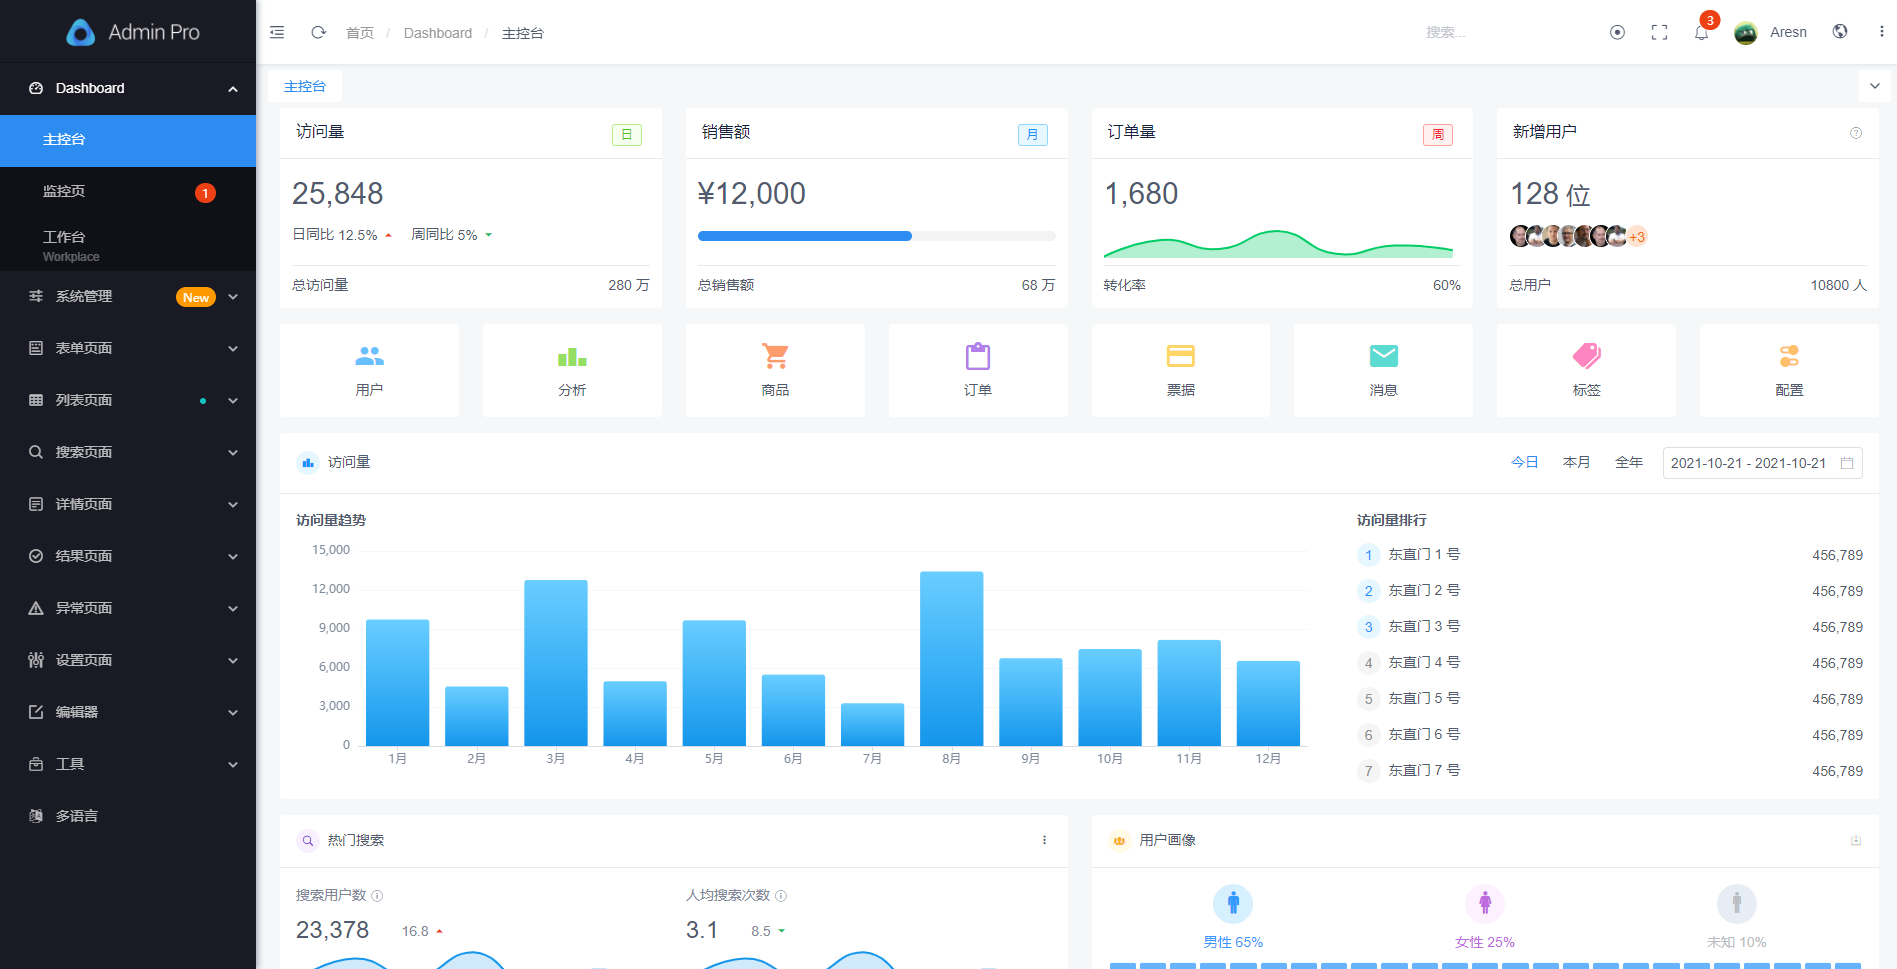 Admin Pro
Dashboard
主控台
监控页
1
工作台
Workplace
系统管理
New
表单页面
列表页面
搜索页面
详情页面
结果页面
异常页面
设置页面
编辑器
工具
多语言
首页 / Dashboard / 主控台
搜索...
3
Aresn
主控台
访问量
日
25,848
日同比 12.5% 周同比 5%
总访问量 280 万
销售额
月
¥12,000
总销售额 68 万
订单量
周
1,680
转化率 60%
新增用户
128 位
+3
总用户 10800 人
用户
分析
商品
订单
票据
消息
标签
配置
访问量
今日 本月 全年 2021-10-21 - 2021-10-21
访问量趋势
15,000
12,000
9,000
6,000
3,000
0
1月 2月 3月 4月 5月 6月 7月 8月 9月 10月 11月 12月
访问量排行
1 东直门 1 号 456,789
2 东直门 2 号 456,789
3 东直门 3 号 456,789
4 东直门 4 号 456,789
5 东直门 5 号 456,789
6 东直门 6 号 456,789
7 东直门 7 号 456,789
热门搜索
搜索用户数
23,378 16.8
人均搜索次数
3.1 8.5
用户画像
男性 65%
女性 25%
未知 10%